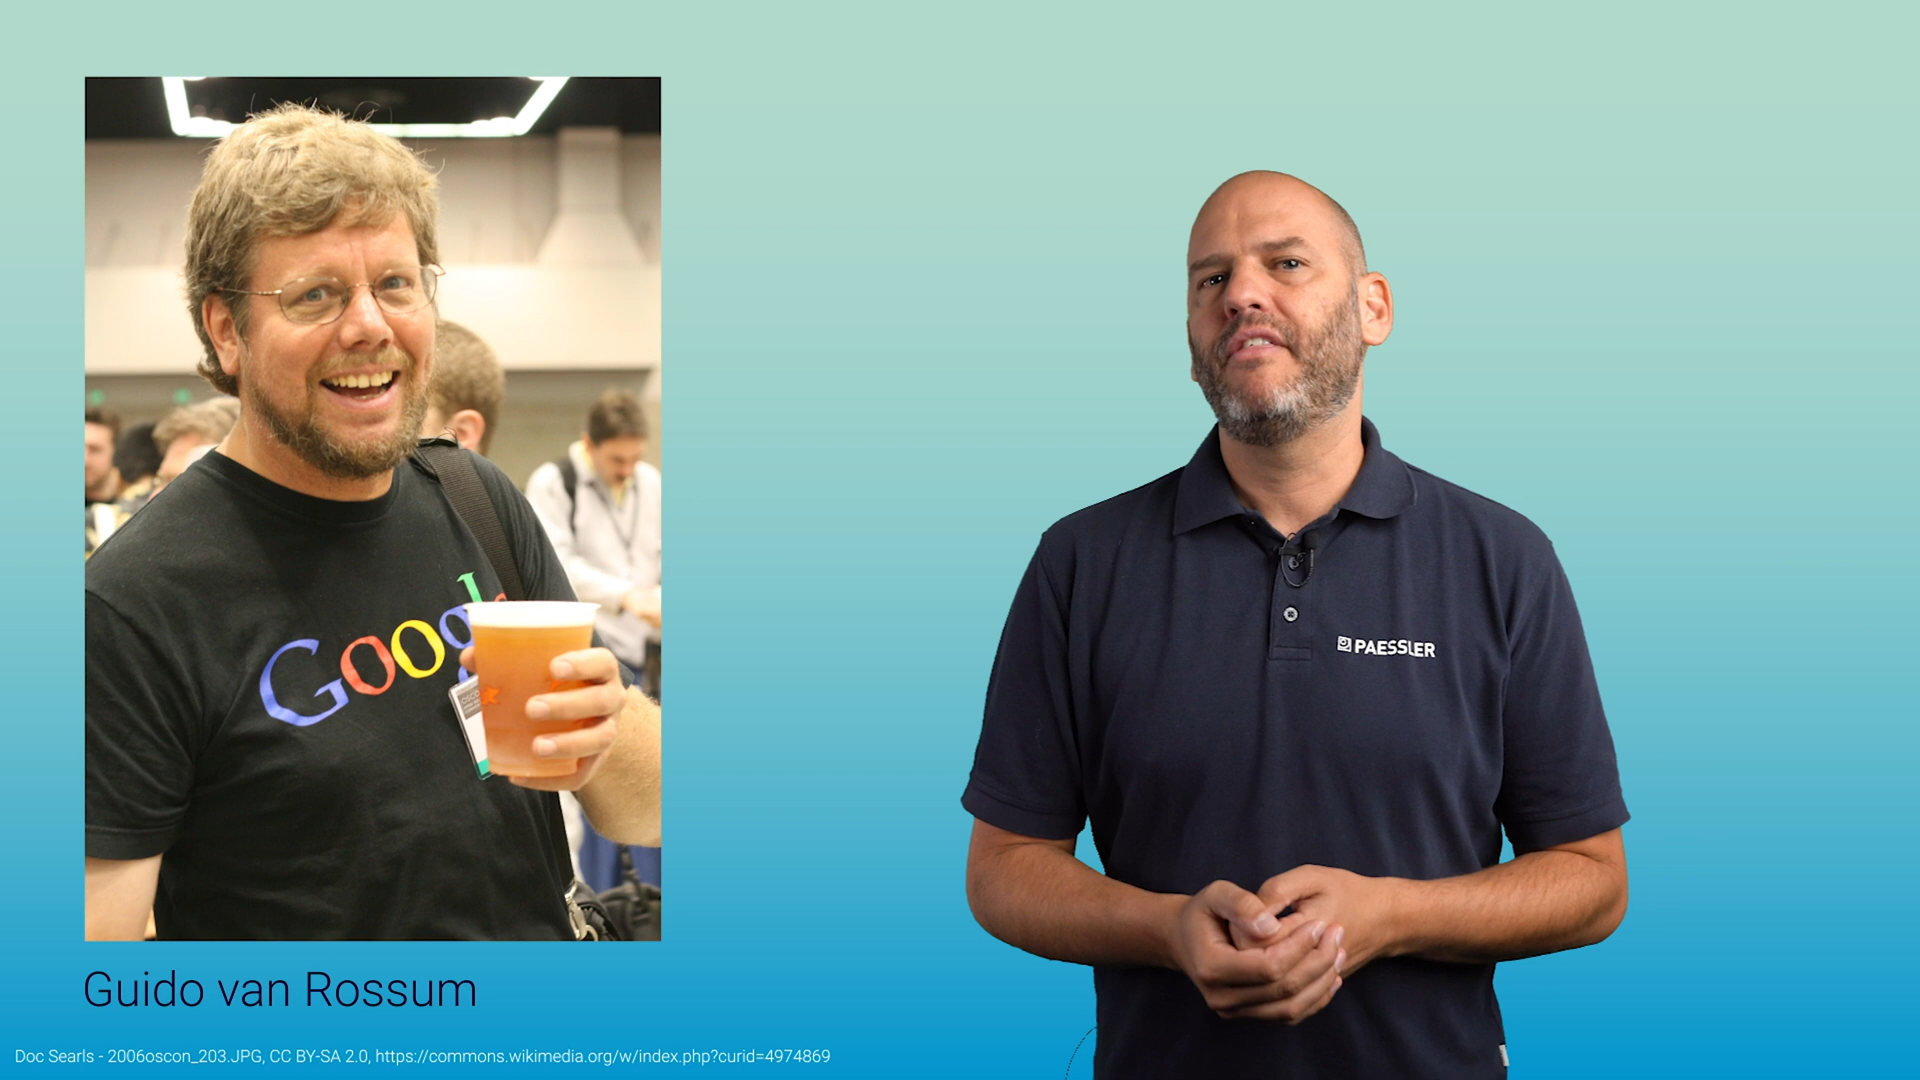 Google
OSCON
PAESSLER
Guido van Rossum
Doc Searls - 2006oscon_203.JPG, CC BY-SA 2.0, https://commons.wikimedia.org/w/index.php?curid=4974869